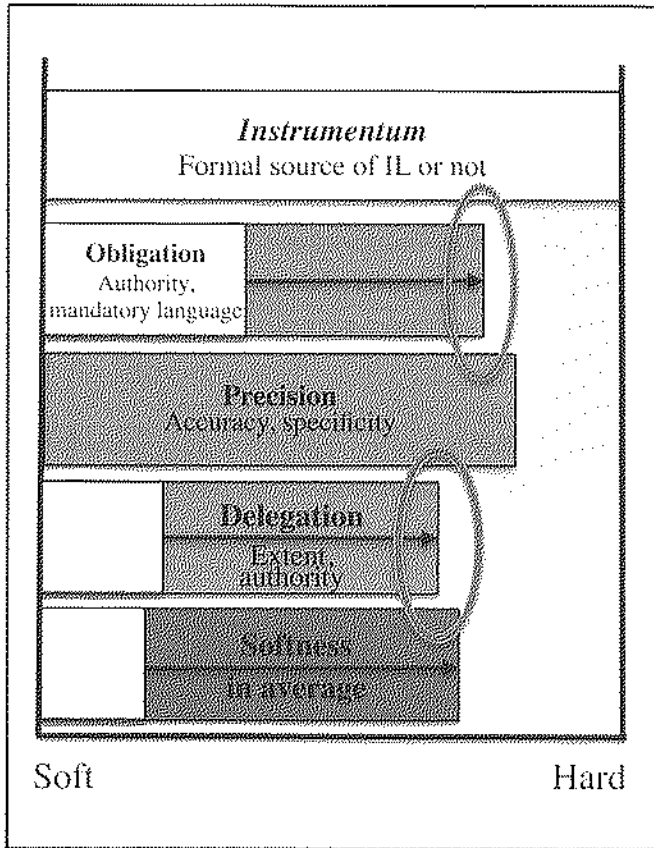 Instrumentum
Formal source of IL or not
Obligation
Authority,
mandatory language
Precision
Accuracy, specificity
Delegation
Extent,
authority
Softness
in average
Soft
Hard